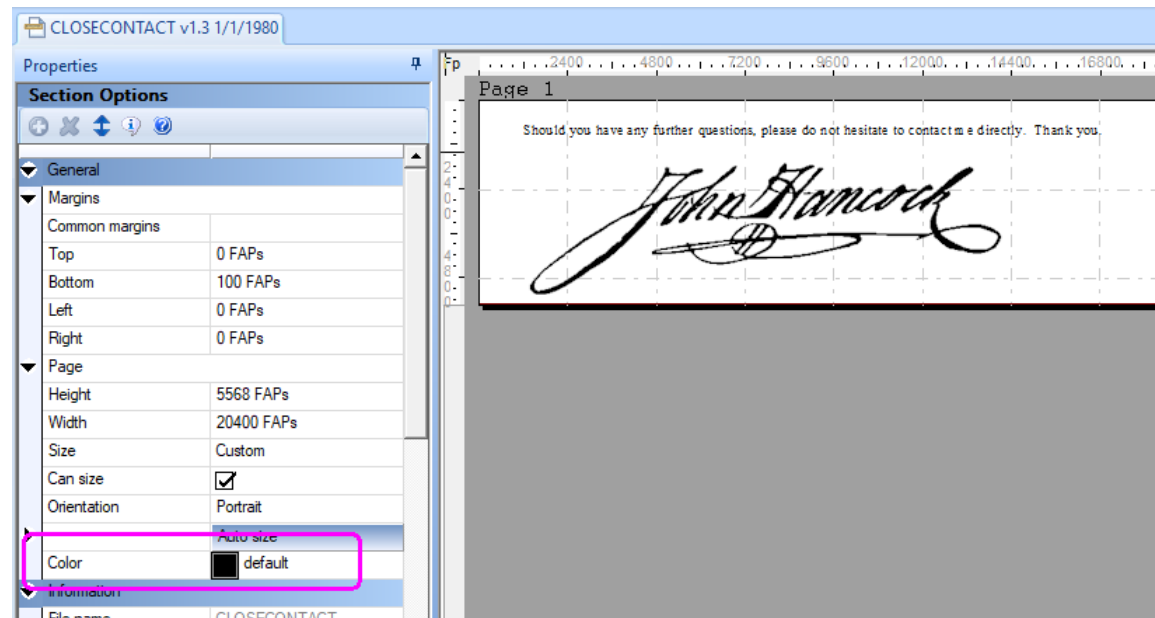 CLOSECONTACT v1.3 1/1/1980
Properties
Section Options
General
Margins
Common margins
Top 0 FAPs
Bottom 100 FAPs
Left 0 FAPs
Right 0 FAPs
Page
Height 5568 FAPs
Width 20400 FAPs
Size Custom
Can size
Orientation Portrait
Auto size
Color default
Information
File name CLOSECONTACT
Fp 2400 4800 7200 9600 12000 14400 16800
Page 1
2400
4800
Should you have any further questions, please do not hesitate to contact me directly. Thank you.
John Hancock